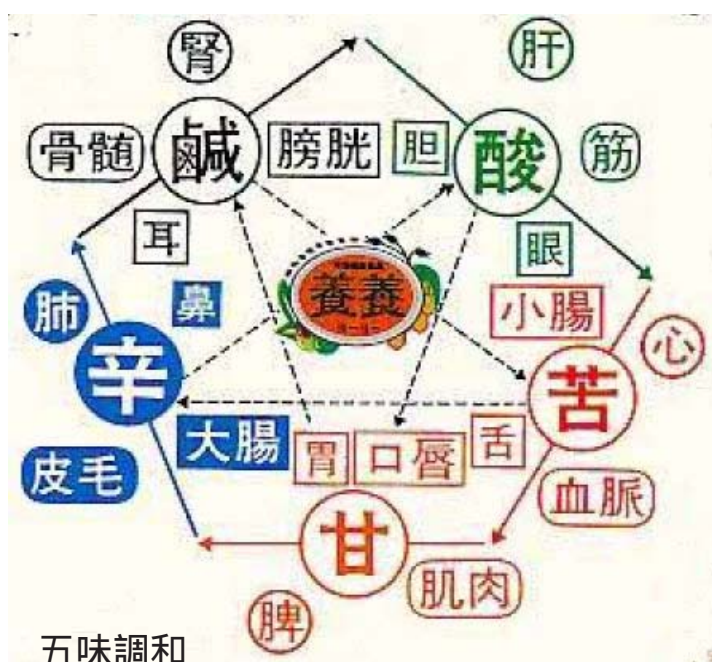 腎
肝
骨髄
鹹
膀胱
胆
酸
筋
耳
眼
肺
鼻
養養
小腸
心
辛
大腸
胃
口唇
舌
苦
皮毛
血脈
甘
肌肉
脾
五味調和